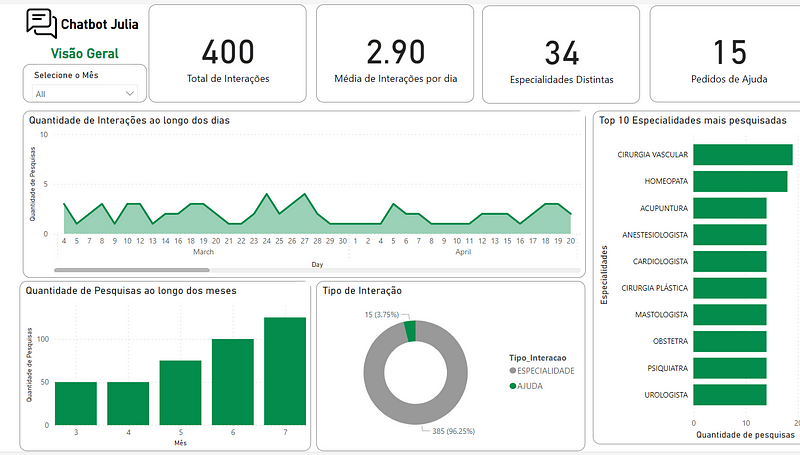 Chatbot Julia
Visão Geral
Selecione o Mês
All
400
Total de Interações
2.90
Média de Interações por dia
34
Especialidades Distintas
15
Pedidos de Ajuda
Quantidade de Interações ao longo dos dias
Quantidade de Pesquisas
10
5
0
4 5 7 8 9 10 12 13 14 16 18 19 20 21 22 23 24 25 26 27 28 29 30 1 2 4 5 6 7 8 10 11 12 14 15 16 17 18 19 20
March April
Day
Top 10 Especialidades mais pesquisadas
Especialidades
CIRURGIA VASCULAR
HOMEOPATA
ACUPUNTURA
ANESTESIOLOGISTA
CARDIOLOGISTA
CIRURGIA PLÁSTICA
MASTOLOGISTA
OBSTETRA
PSIQUIATRA
UROLOGISTA
0 10 20
Quantidade de pesquisas
Quantidade de Pesquisas ao longo dos meses
Quantidade de Pesquisas
100
50
0
3 4 5 6 7
Mês
Tipo de Interação
15 (3.75%)
385 (96.25%)
Tipo_Interacao
ESPECIALIDADE
AJUDA